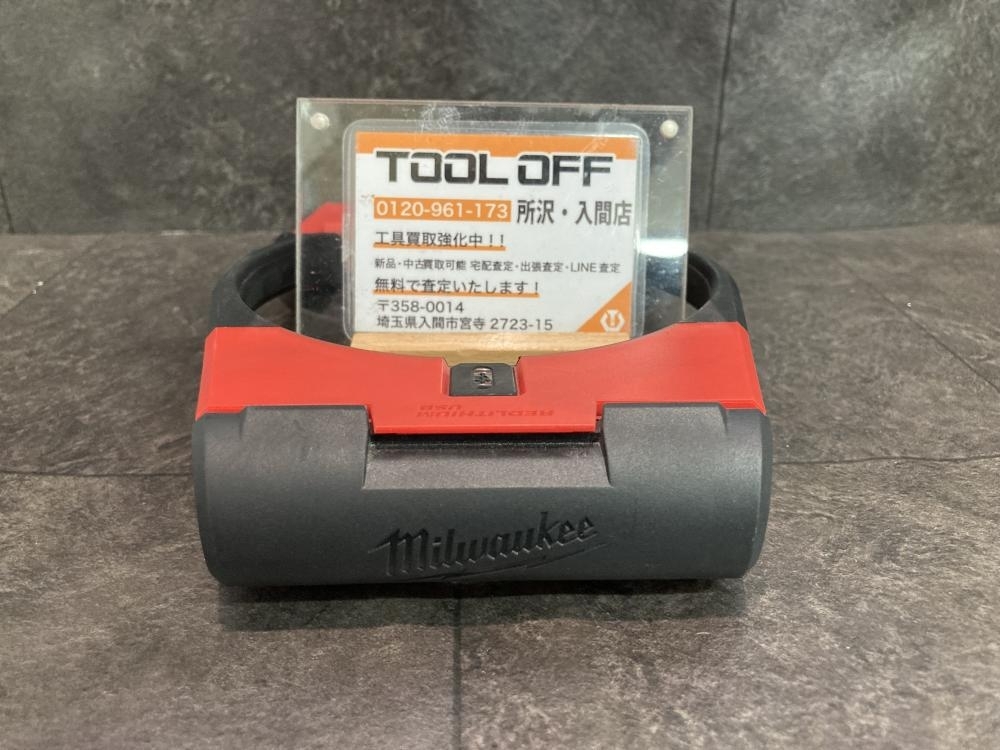 TOOL OFF
0120-961-173 所沢・入間店
工具買取強化中!!
新品・中古買取可能 宅配査定・出張査定・LINE査定
無料で査定いたします!
〒358-0014
埼玉県入間市宮寺 2723-15
REDLITHIUM
USB
Milwaukee